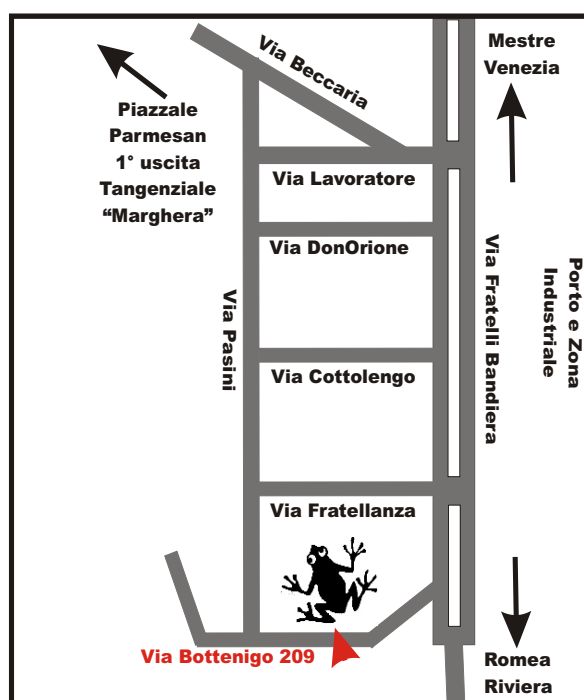 Mestre
Venezia
Via Beccaria
Piazzale
Parmesan
1° uscita
Tangenziale
“Marghera”
Via Lavoratore
Via DonOrione
Via Pasini
Via Fratelli Bandiera
Porto e Zona
Industriale
Via Cottolengo
Via Fratellanza
Via Bottenigo 209
Romea
Riviera